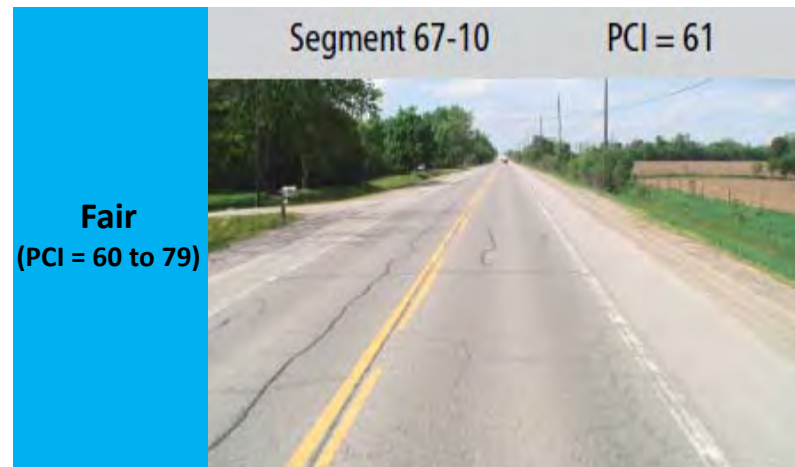 Segment 67-10 PCI = 61
Fair
(PCI = 60 to 79)